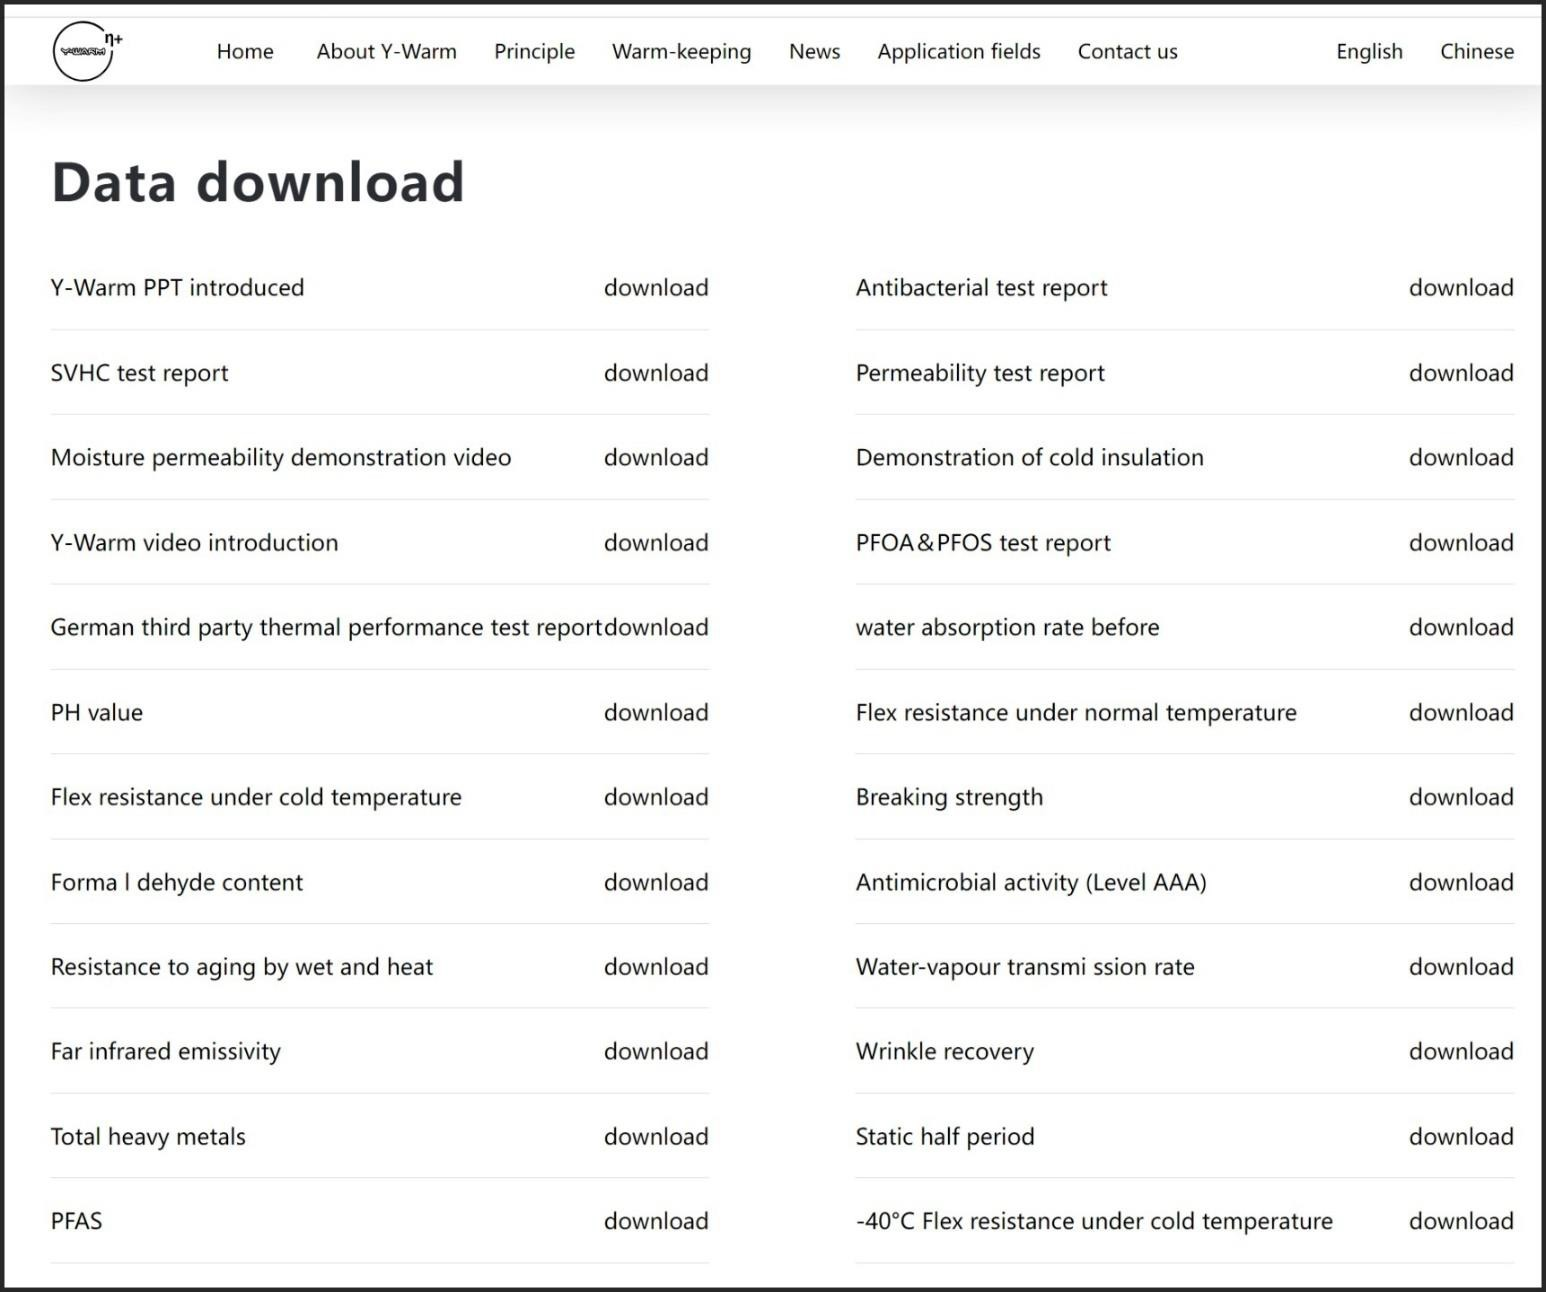 Y-WARM η+
Home About Y-Warm Principle Warm-keeping News Application fields Contact us English Chinese
Data download
Y-Warm PPT introduced download
Antibacterial test report download
SVHC test report download
Permeability test report download
Moisture permeability demonstration video download
Demonstration of cold insulation download
Y-Warm video introduction download
PFOA&PFOS test report download
German third party thermal performance test report download
water absorption rate before download
PH value download
Flex resistance under normal temperature download
Flex resistance under cold temperature download
Breaking strength download
Forma l dehyde content download
Antimicrobial activity (Level AAA) download
Resistance to aging by wet and heat download
Water-vapour transmi ssion rate download
Far infrared emissivity download
Wrinkle recovery download
Total heavy metals download
Static half period download
PFAS download
-40°C Flex resistance under cold temperature download